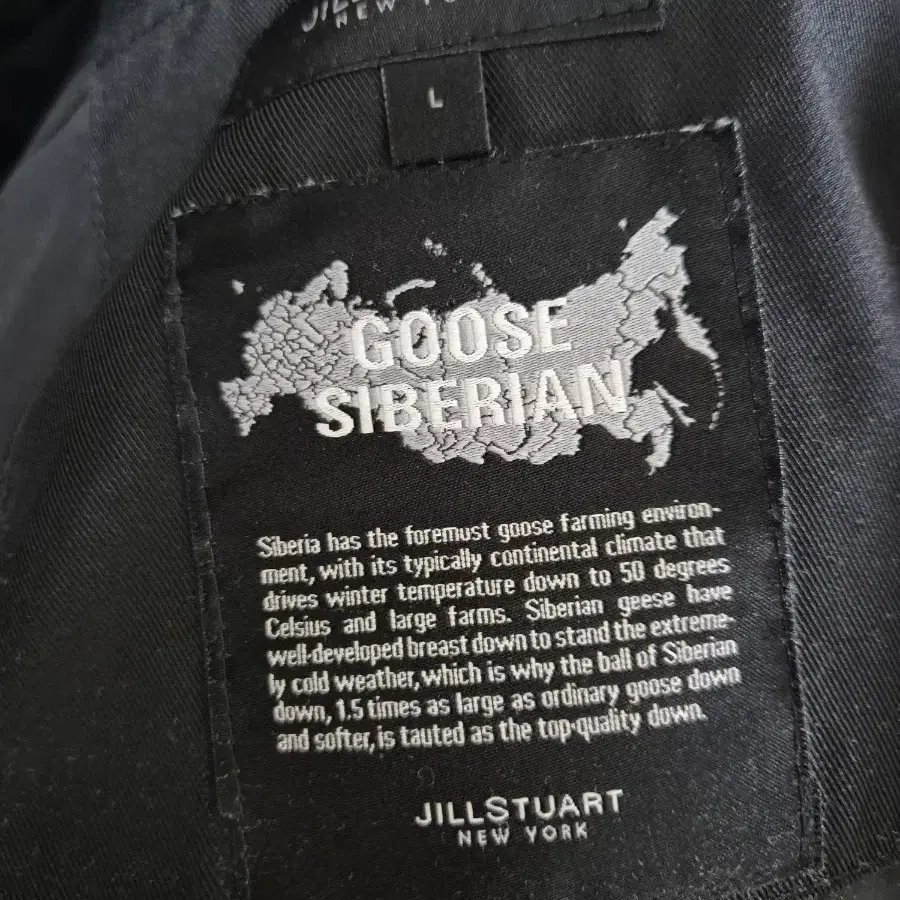 NEW YO
L
GOOSE
SIBERIAN
Siberia has the foremust goose farming environ-
ment, with its typically continental climate that
drives winter temperature down to 50 degrees
Celsius and large farms. Siberian geese have
well-developed breast down to stand the extreme-
ly cold weather, which is why the ball of Siberian
down, 1.5 times as large as ordinary goose down
and softer, is tauted as the top-quality down.
JILLSTUART
NEW YORK